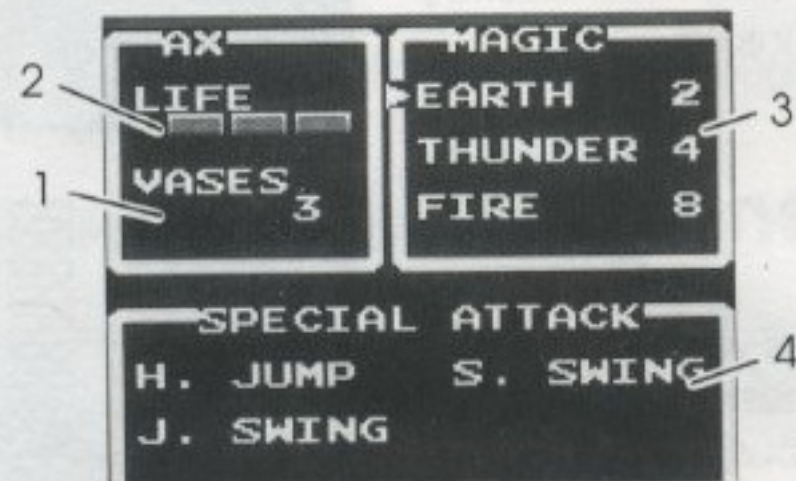 AX
LIFE
2
VASES
3
1
MAGIC
EARTH 2
THUNDER 4
FIRE 8
3
SPECIAL ATTACK
H. JUMP S. SWING
J. SWING
4